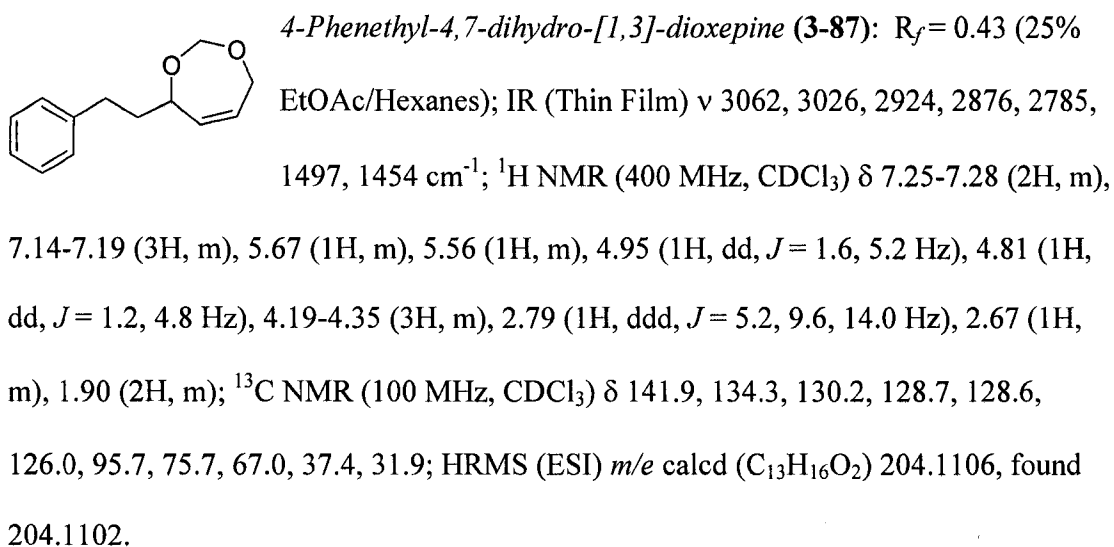 4-Phenethyl-4,7-dihydro-[1,3]-dioxepine (3-87): Rf = 0.43 (25%
O
O
EtOAc/Hexanes); IR (Thin Film) ν 3062, 3026, 2924, 2876, 2785,
1497, 1454 cm⁻¹; ¹H NMR (400 MHz, CDCl₃) δ 7.25-7.28 (2H, m),
7.14-7.19 (3H, m), 5.67 (1H, m), 5.56 (1H, m), 4.95 (1H, dd, J = 1.6, 5.2 Hz), 4.81 (1H,
dd, J = 1.2, 4.8 Hz), 4.19-4.35 (3H, m), 2.79 (1H, ddd, J = 5.2, 9.6, 14.0 Hz), 2.67 (1H,
m), 1.90 (2H, m); ¹³C NMR (100 MHz, CDCl₃) δ 141.9, 134.3, 130.2, 128.7, 128.6,
126.0, 95.7, 75.7, 67.0, 37.4, 31.9; HRMS (ESI) m/e calcd (C₁₃H₁₆O₂) 204.1106, found
204.1102.